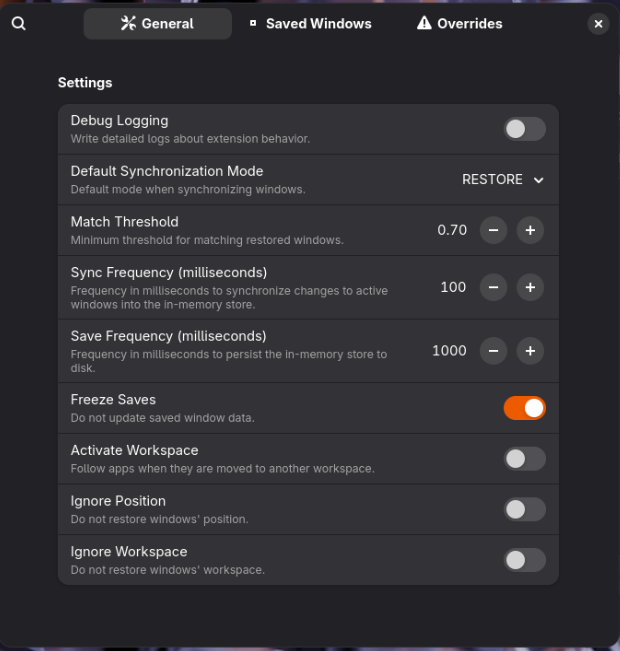 General
Saved Windows
Overrides
Settings
Debug Logging
Write detailed logs about extension behavior.
Default Synchronization Mode
Default mode when synchronizing windows.
RESTORE
Match Threshold
Minimum threshold for matching restored windows.
0.70
Sync Frequency (milliseconds)
Frequency in milliseconds to synchronize changes to active
windows into the in-memory store.
100
Save Frequency (milliseconds)
Frequency in milliseconds to persist the in-memory store to
disk.
1000
Freeze Saves
Do not update saved window data.
Activate Workspace
Follow apps when they are moved to another workspace.
Ignore Position
Do not restore windows' position.
Ignore Workspace
Do not restore windows' workspace.